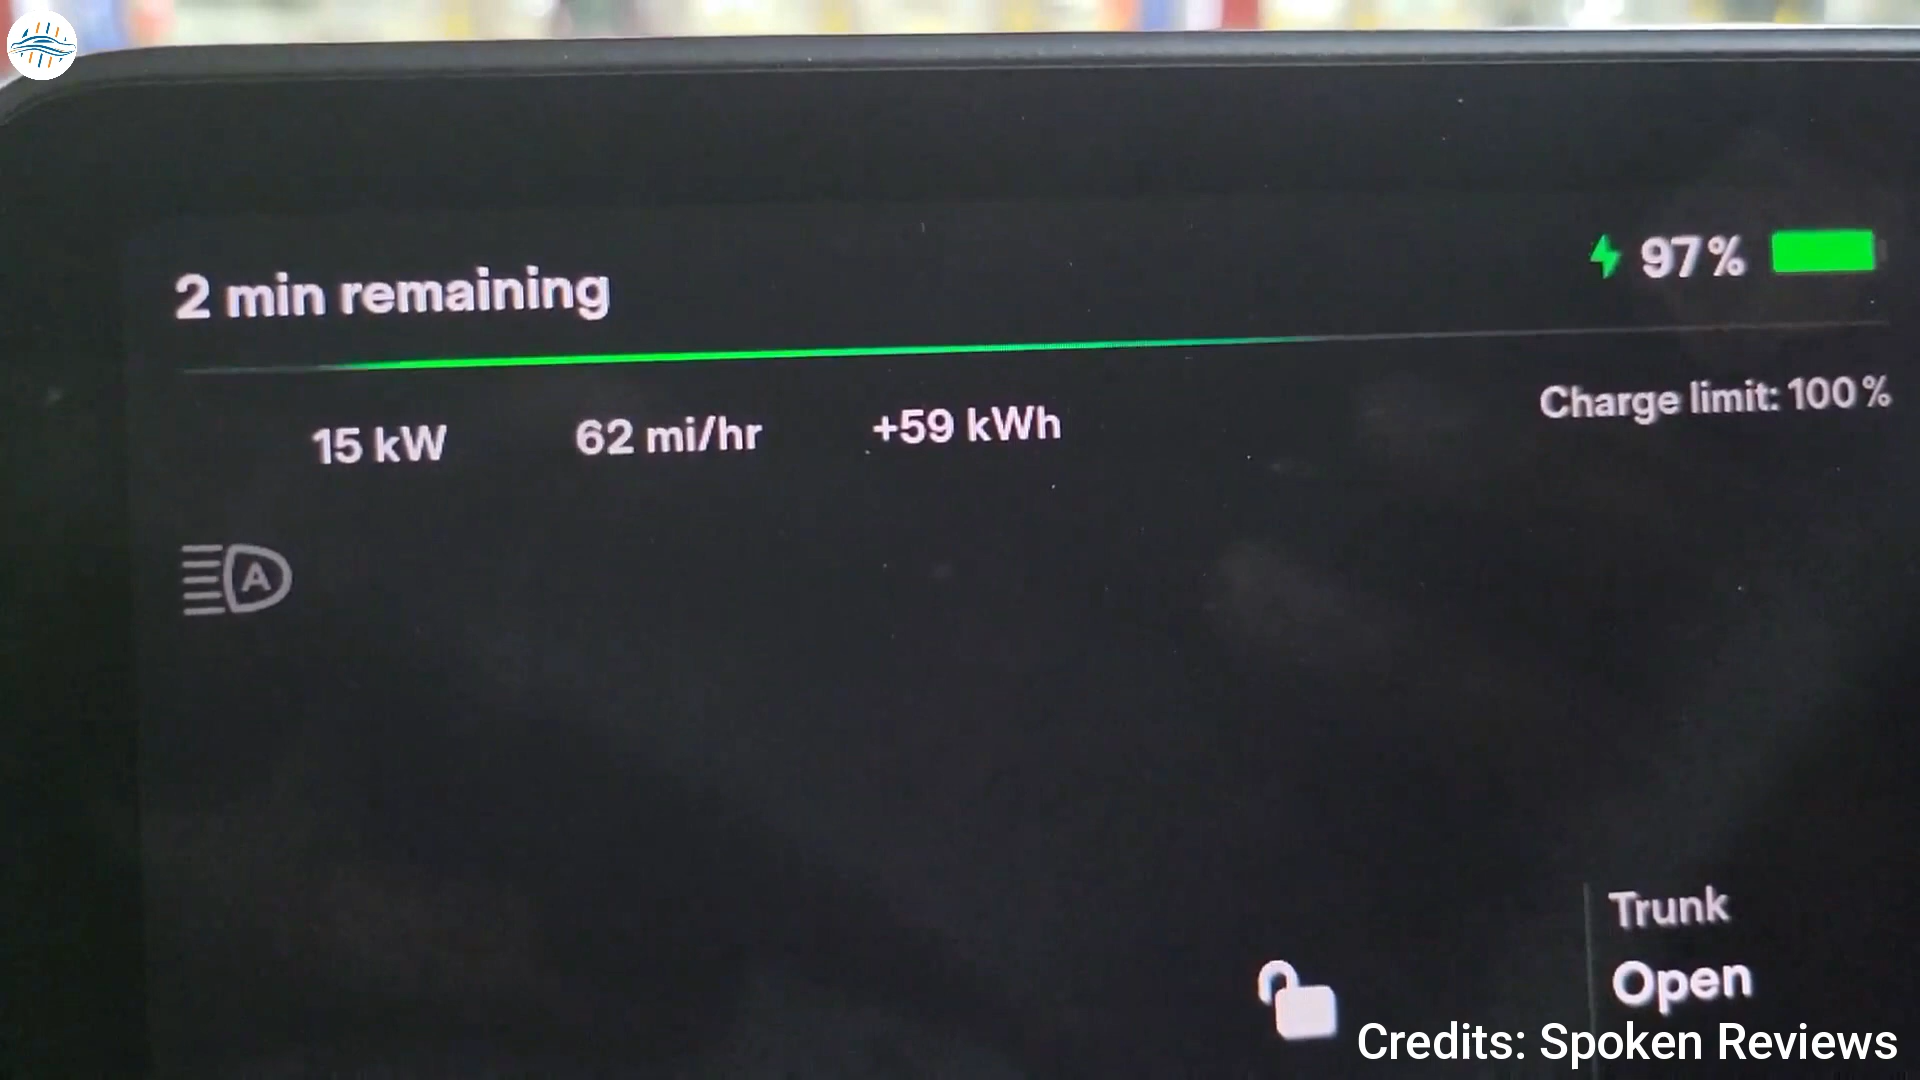 2 min remaining
97%
15 kW
62 mi/hr
+59 kWh
Charge limit: 100%
A
Trunk
Open
Credits: Spoken Reviews